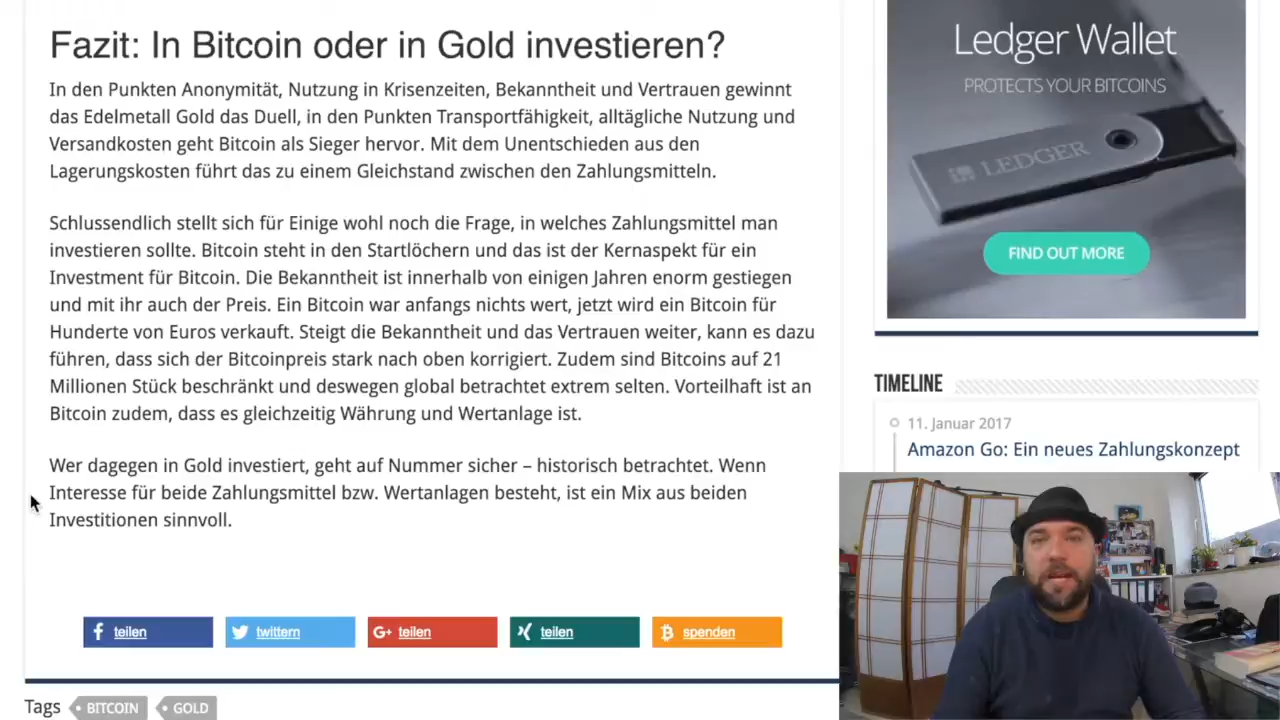 Fazit: In Bitcoin oder in Gold investieren?
In den Punkten Anonymität, Nutzung in Krisenzeiten, Bekanntheit und Vertrauen gewinnt
das Edelmetall Gold das Duell, in den Punkten Transportfähigkeit, alltägliche Nutzung und
Versandkosten geht Bitcoin als Sieger hervor. Mit dem Unentschieden aus den
Lagerungskosten führt das zu einem Gleichstand zwischen den Zahlungsmitteln.
Schlussendlich stellt sich für Einige wohl noch die Frage, in welches Zahlungsmittel man
investieren sollte. Bitcoin steht in den Startlöchern und das ist der Kernaspekt für ein
Investment für Bitcoin. Die Bekanntheit ist innerhalb von einigen Jahren enorm gestiegen
und mit ihr auch der Preis. Ein Bitcoin war anfangs nichts wert, jetzt wird ein Bitcoin für
Hunderte von Euros verkauft. Steigt die Bekanntheit und das Vertrauen weiter, kann es dazu
führen, dass sich der Bitcoinpreis stark nach oben korrigiert. Zudem sind Bitcoins auf 21
Millionen Stück beschränkt und deswegen global betrachtet extrem selten. Vorteilhaft ist an
Bitcoin zudem, dass es gleichzeitig Währung und Wertanlage ist.
Wer dagegen in Gold investiert, geht auf Nummer sicher – historisch betrachtet. Wenn
Interesse für beide Zahlungsmittel bzw. Wertanlagen besteht, ist ein Mix aus beiden
Investitionen sinnvoll.
teilen
twittern
G+ teilen
teilen
spenden
Tags BITCOIN GOLD
Ledger Wallet
PROTECTS YOUR BITCOINS
LEDGER
FIND OUT MORE
TIMELINE
11. Januar 2017
Amazon Go: Ein neues Zahlungskonzept